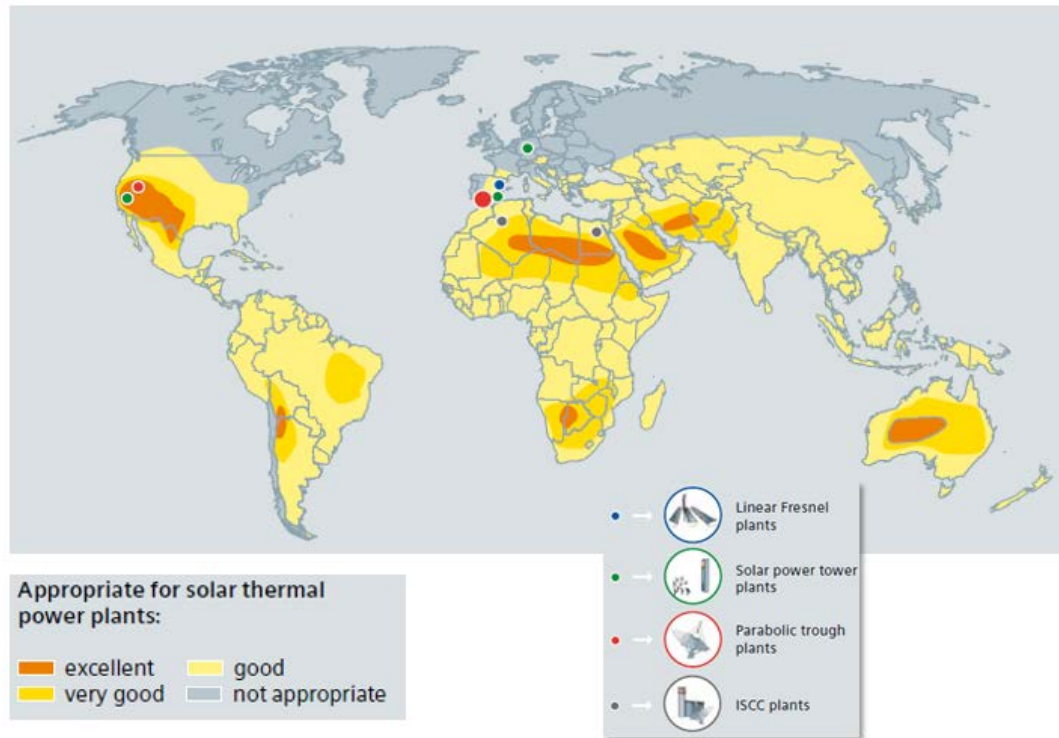 Linear Fresnel
plants
Solar power tower
plants
Parabolic trough
plants
ISCC plants
Appropriate for solar thermal
power plants:
excellent
good
very good
not appropriate